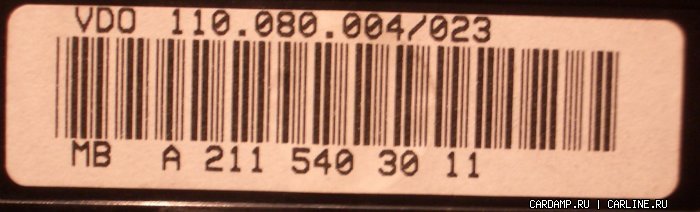 VDO 110.080.004/023
MB A 211 540 30 11
CARDAMP.RU | CARLINE.RU